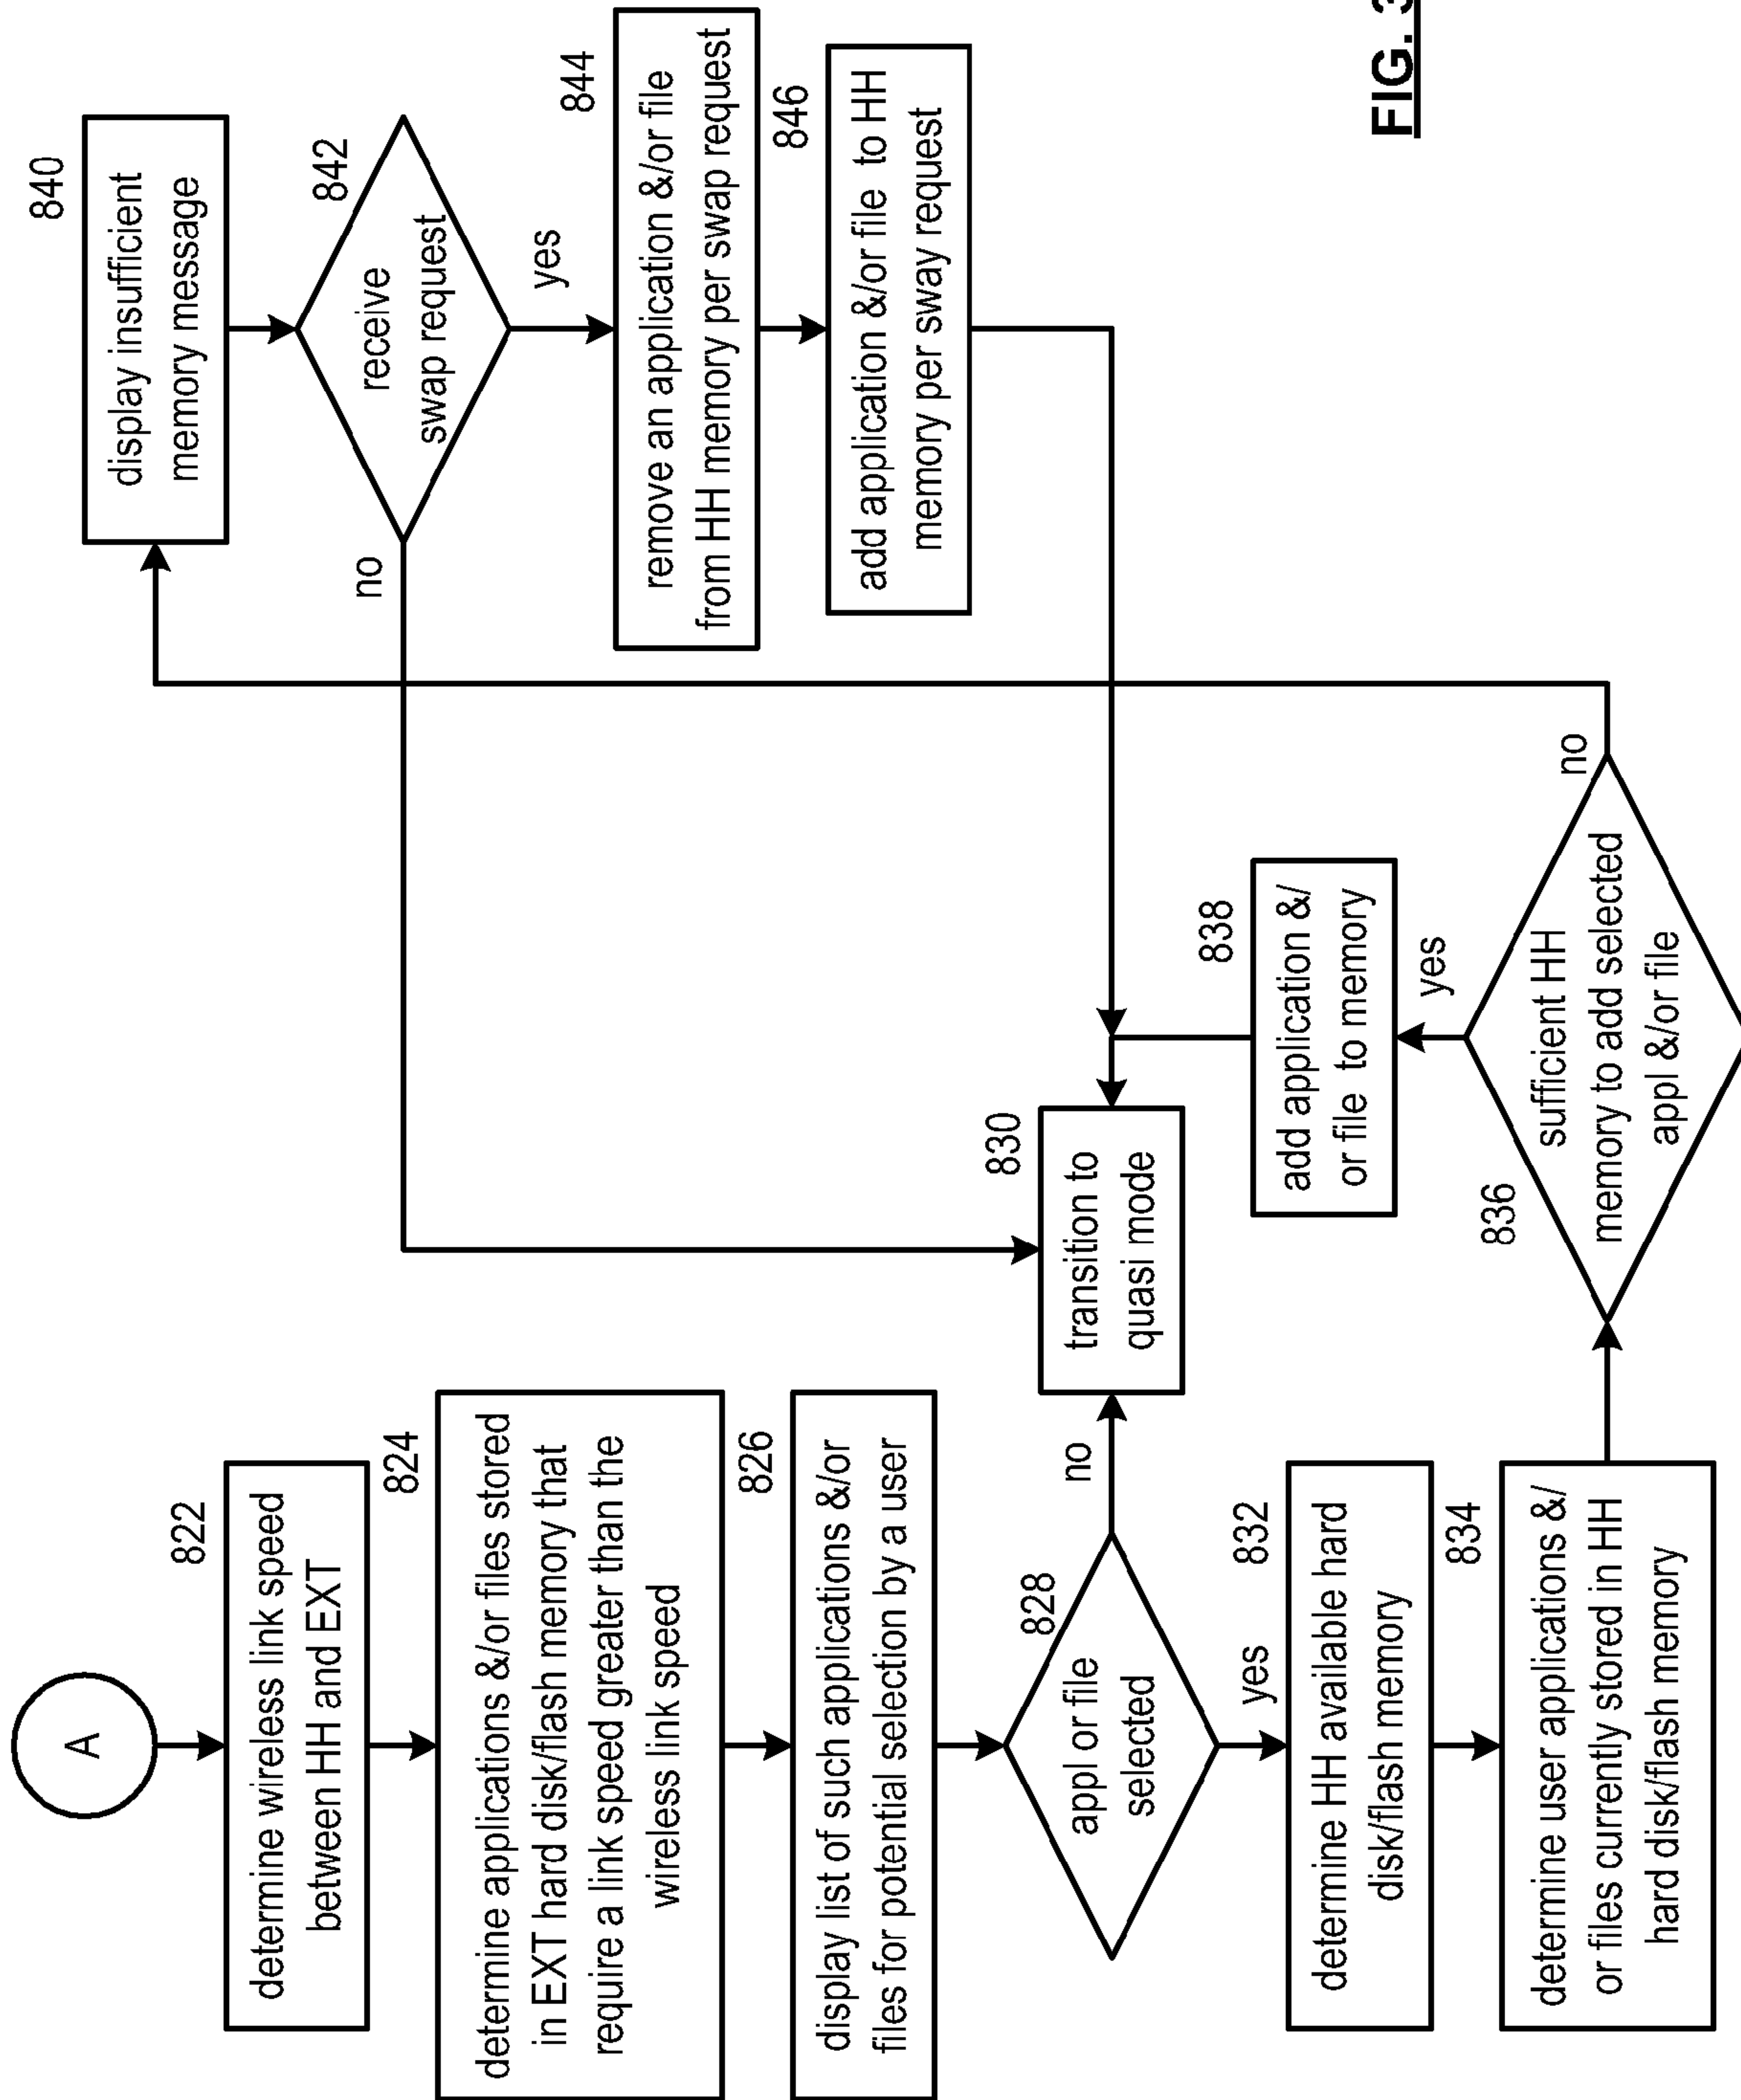 A
822
determine wireless link speed
between HH and EXT
824
determine applications &/or files stored
in EXT hard disk/flash memory that
require a link speed greater than the
wireless link speed
826
display list of such applications &/or
files for potential selection by a user
828
appl or file
selected
no
yes
830
transition to
quasi mode
832
determine HH available hard
disk/flash memory
834
determine user applications &/
or files currently stored in HH
hard disk/flash memory
836
sufficient HH
memory to add selected
appl &/or file
yes
no
838
add application &/
or file to memory
840
display insufficient
memory message
842
receive
swap request
no
yes
844
remove an application &/or file
from HH memory per swap request
846
add application &/or file to HH
memory per sway request
FIG. 3